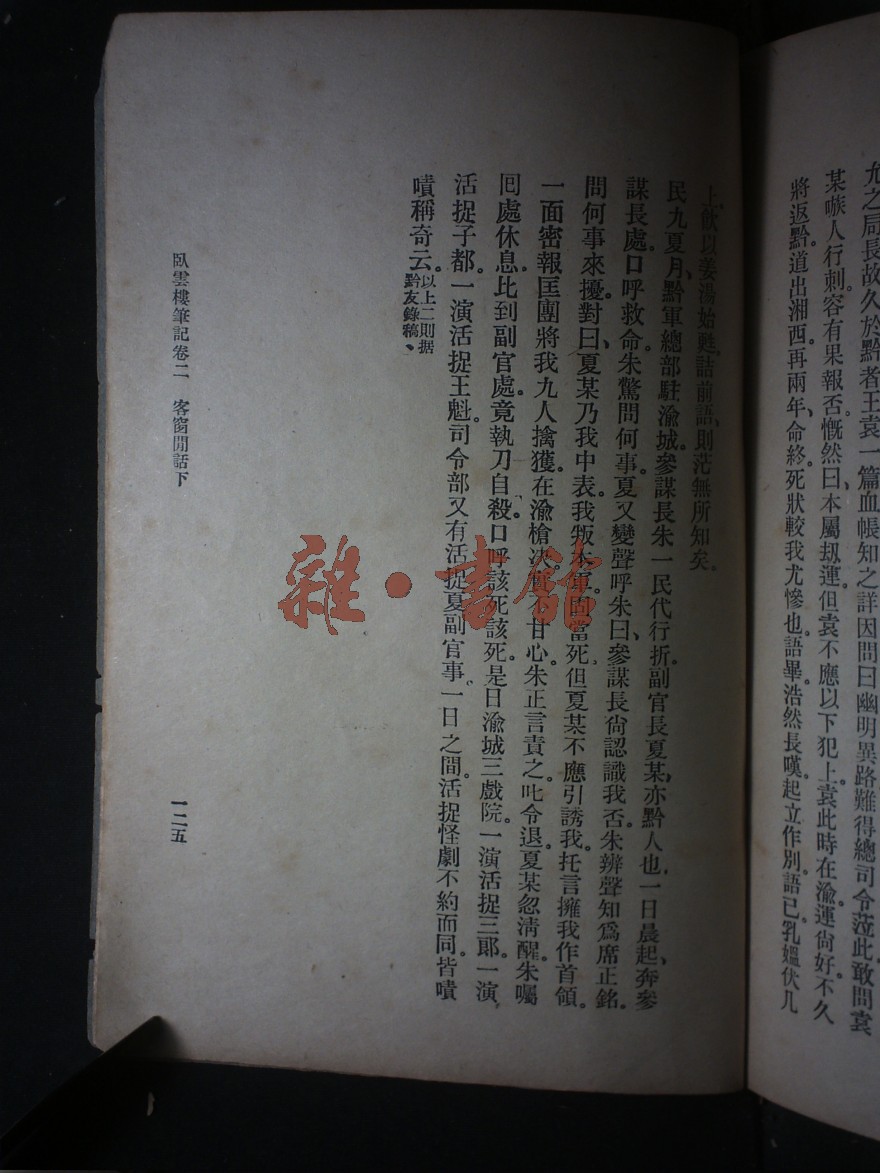 尬之局長故久於黔者王袁一篇血帳知之詳因問曰幽明異路難得總司令蒞此敢問袁
某嗾人行刺容有果報否慨然曰本屬刼運但袁不應以下犯上袁此時在渝運尙好不久
將返黔道出湘西再兩年命終死狀較我尤慘也語畢浩然長嘆起立作別語已乳媼伏几
上飲以姜湯始甦詰前語則茫無所知矣。
民九夏月黔軍總部駐渝城參謀長朱一民代行折副官長夏某亦黔人也一日晨起奔參
謀長處口呼救命朱驚問何事夏又變聲呼朱曰參謀長尙認識我否朱辨聲知爲席正銘。
問何事來擾對曰夏某乃我中表我叛本軍固當死但夏某不應引誘我托言擁我作首領。
一面密報匡團將我九人擒獲在渝槍决甘心朱正言責之叱令退夏某忽清醒朱囑
囘處休息比到副官處竟執刀自殺口呼該死該死是日渝城三戲院一演活捉三郞一演
活捉子都一演活捉王魁司令部又有活捉夏副官事一日之間活捉怪劇不約而同皆嘖
嘖稱奇云。以上二則据
黔友錄稿、
臥雲樓筆記卷二 客窗閒話下
一二五
雜·書館